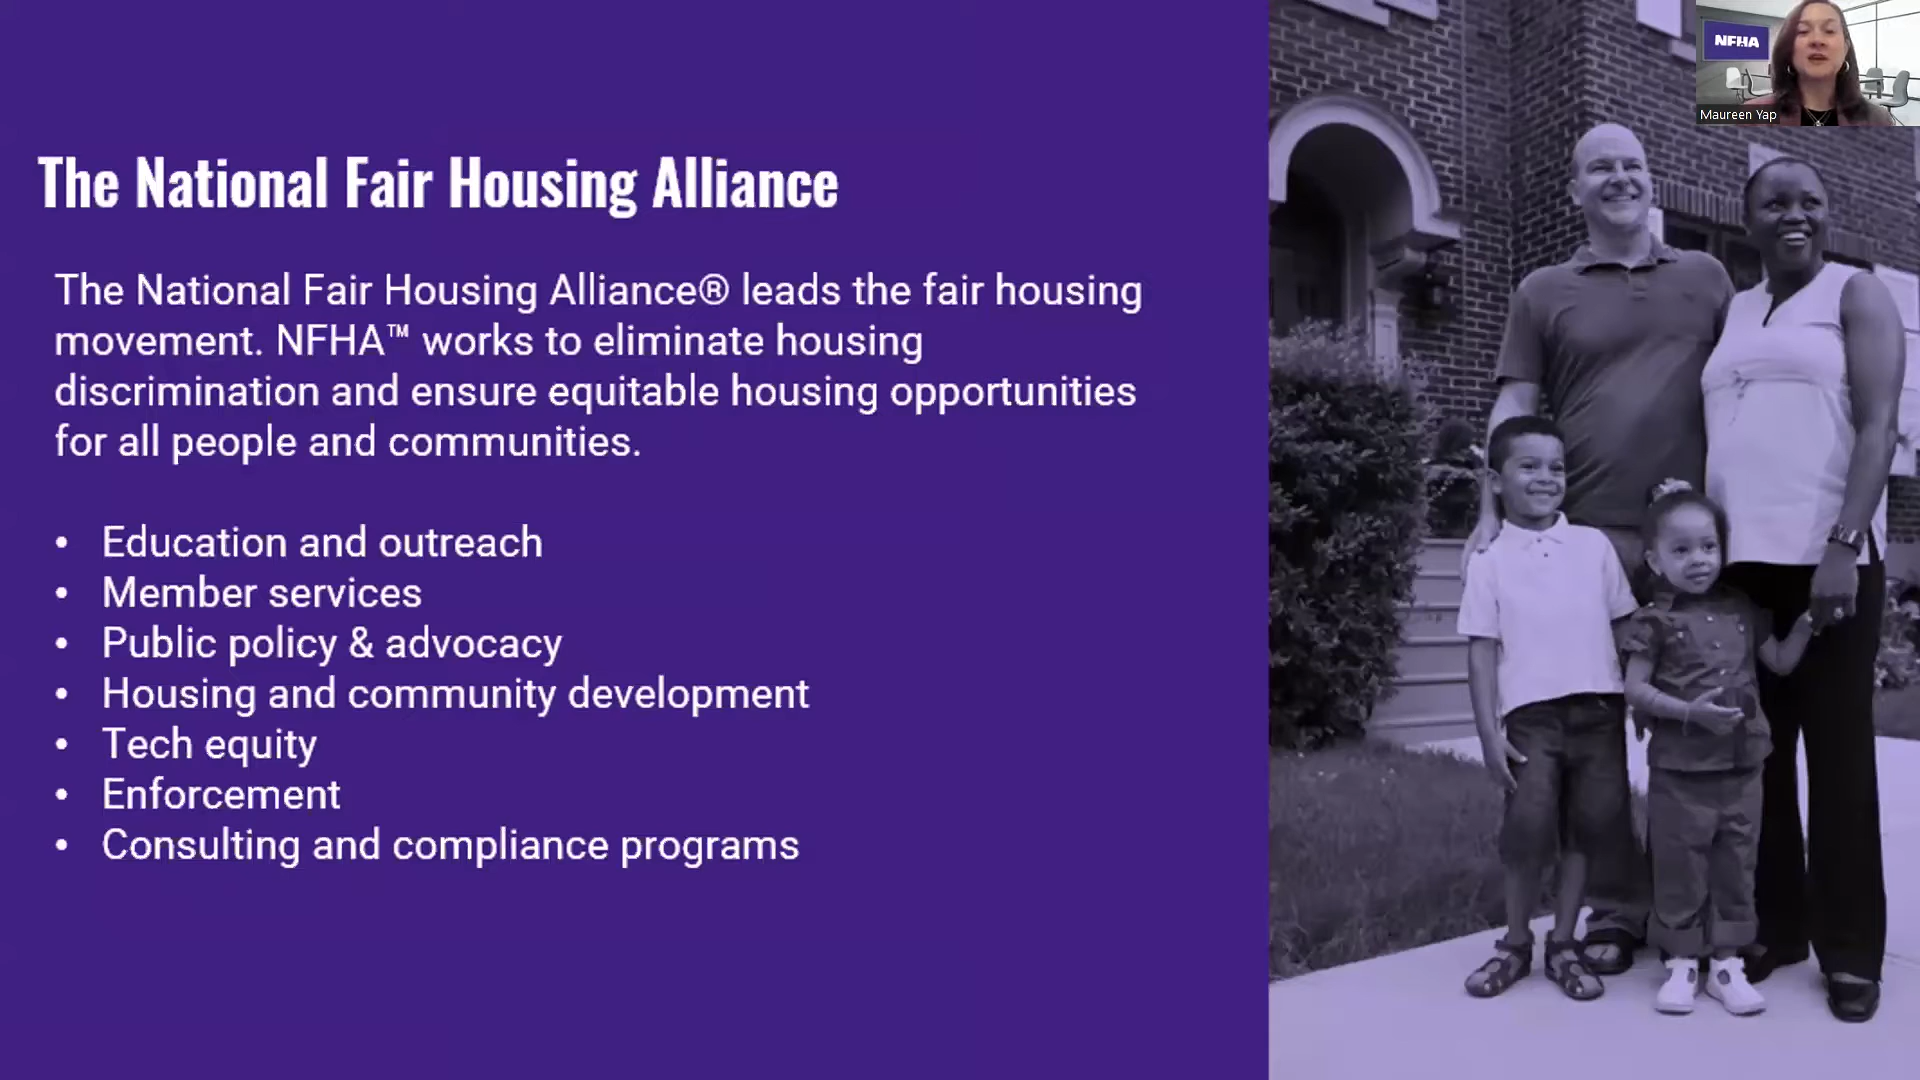 NFHA
Maureen Yap
The National Fair Housing Alliance
The National Fair Housing Alliance® leads the fair housing
movement. NFHA™ works to eliminate housing
discrimination and ensure equitable housing opportunities
for all people and communities.
• Education and outreach
• Member services
• Public policy & advocacy
• Housing and community development
• Tech equity
• Enforcement
• Consulting and compliance programs